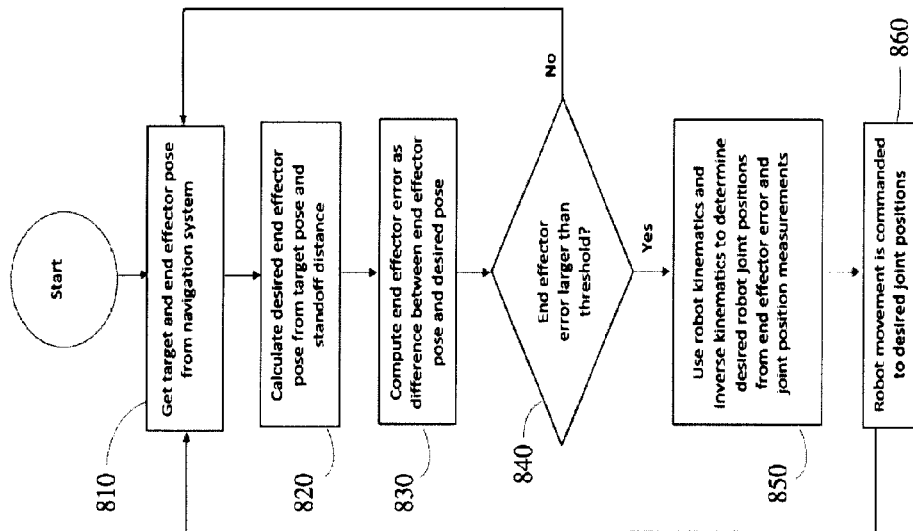 Start
810
Get target and end effector pose
from navigation system
820
Calculate desired end effector
pose from target pose and
standoff distance
830
Compute end effector error as
difference between end effector
pose and desired pose
840
End effector
error larger than
threshold?
No
Yes
850
Use robot kinematics and
inverse kinematics to determine
desired robot joint positions
from end effector error and
joint position measurements
860
Robot movement is commanded
to desired joint positions